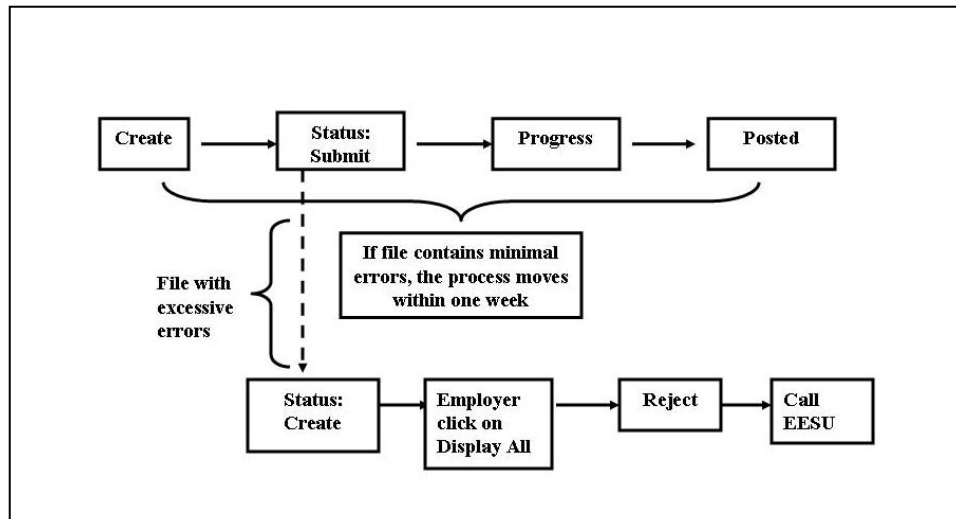 Create
Status:
Submit
Progress
Posted
If file contains minimal
errors, the process moves
within one week
File with
excessive
errors
Status:
Create
Employer
click on
Display All
Reject
Call
EESU